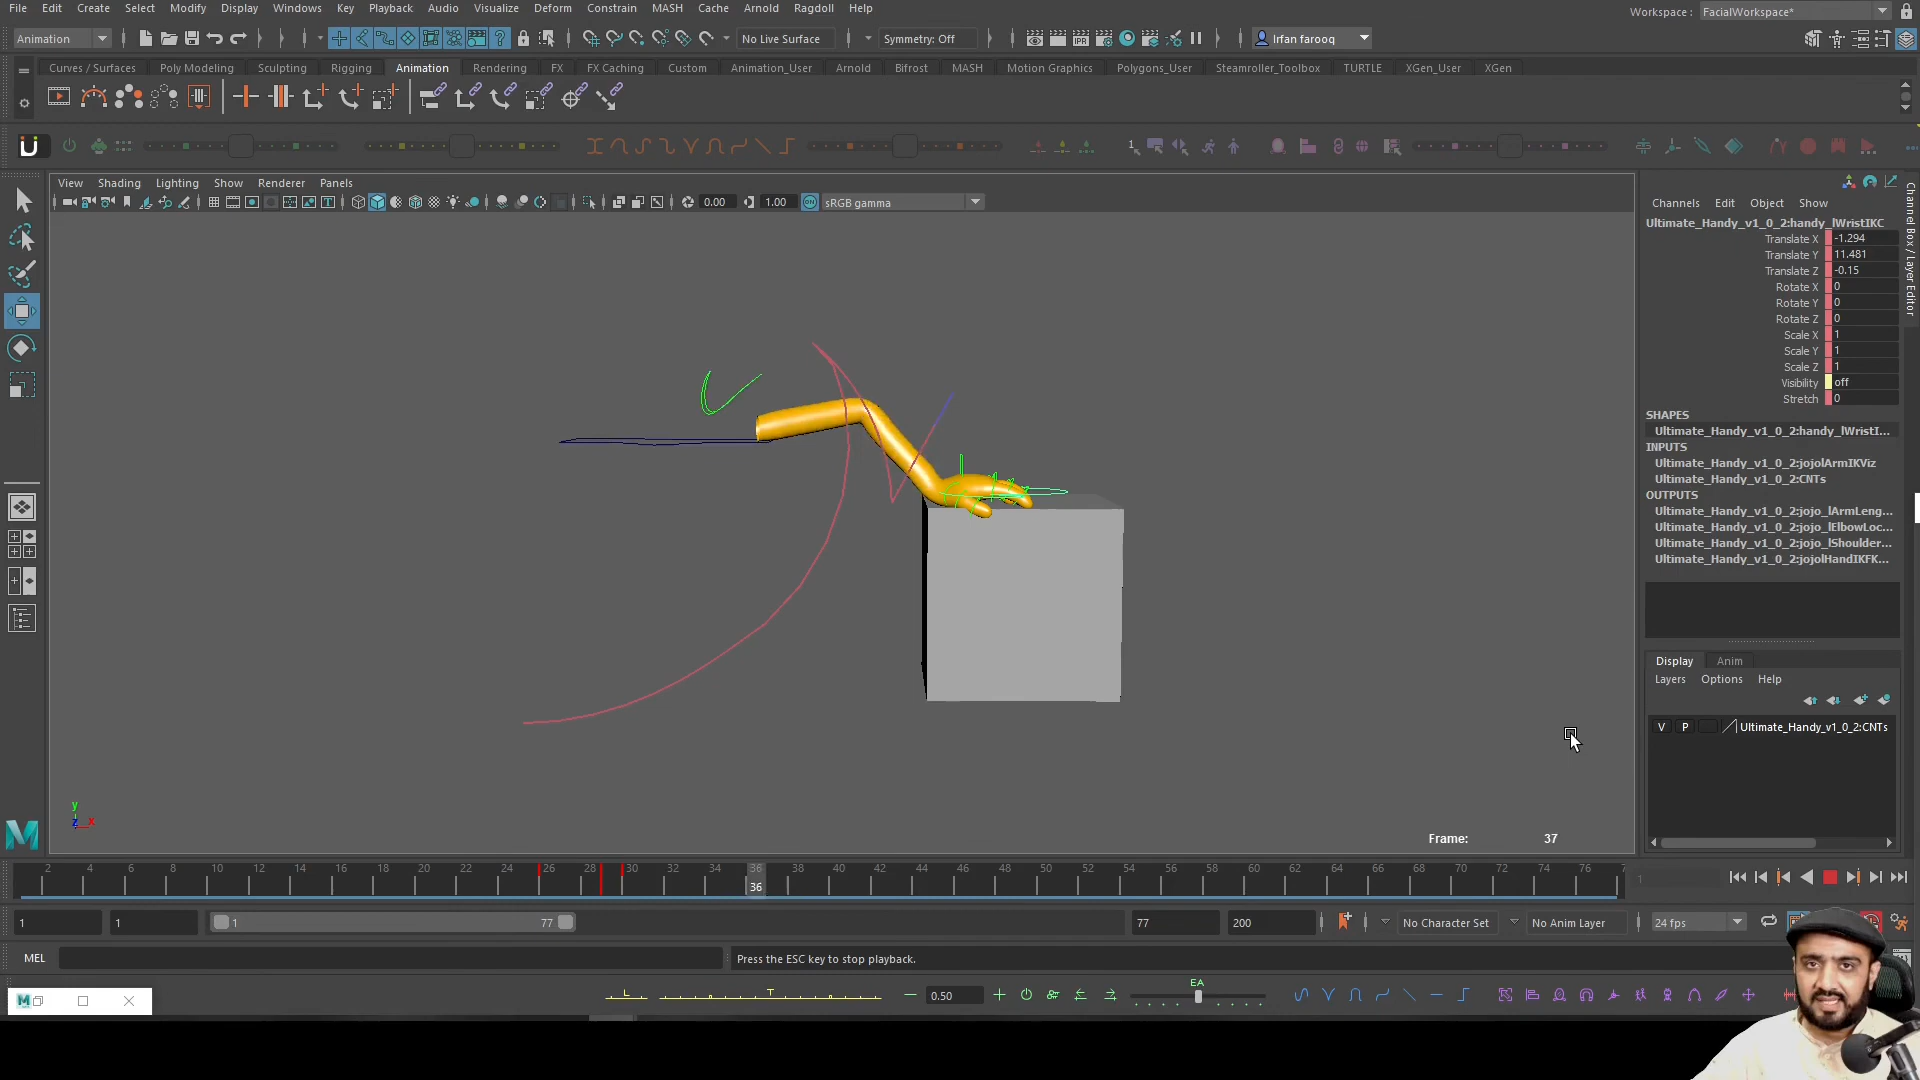 File Edit Create Select Modify Display Windows Key Playback Audio Visualize Deform Constrain MASH Cache Arnold Ragdoll Help
Workspace : FacialWorkspace*
Animation
No Live Surface
Symmetry: Off
Irfan farooq
Curves / Surfaces Poly Modeling Sculpting Rigging Animation Rendering FX FX Caching Custom Animation_User Arnold Bifrost MASH Motion Graphics Polygons_User Steamroller_Toolbox TURTLE XGen_User XGen
View Shading Lighting Show Renderer Panels
0.00 1.00 sRGB gamma
Channels Edit Object Show
Ultimate_Handy_v1_0_2:handy_lWristIKC
Translate X -1.294
Translate Y 11.481
Translate Z -0.15
Rotate X 0
Rotate Y 0
Rotate Z 0
Scale X 1
Scale Y 1
Scale Z 1
Visibility off
Stretch 0
SHAPES
Ultimate_Handy_v1_0_2:handy_lWristI...
INPUTS
Ultimate_Handy_v1_0_2:jojolArmIKViz
Ultimate_Handy_v1_0_2:CNTs
OUTPUTS
Ultimate_Handy_v1_0_2:jojo_lArmLeng...
Ultimate_Handy_v1_0_2:jojo_lElbowLoc...
Ultimate_Handy_v1_0_2:jojo_lShoulder...
Ultimate_Handy_v1_0_2:jojolHandIKFK...
Channel Box / Layer Editor
Display Anim
Layers Options Help
V P Ultimate_Handy_v1_0_2:CNTs
y
z x
Frame: 37
2 4 6 8 10 12 14 16 18 20 22 24 26 28 30 32 34 36 38 40 42 44 46 48 50 52 54 56 58 60 62 64 66 68 70 72 74 76
36
1
1 1 1 77 77 200 No Character Set No Anim Layer 24 fps
MEL
Press the ESC key to stop playback.
L T 0.50 EA
M